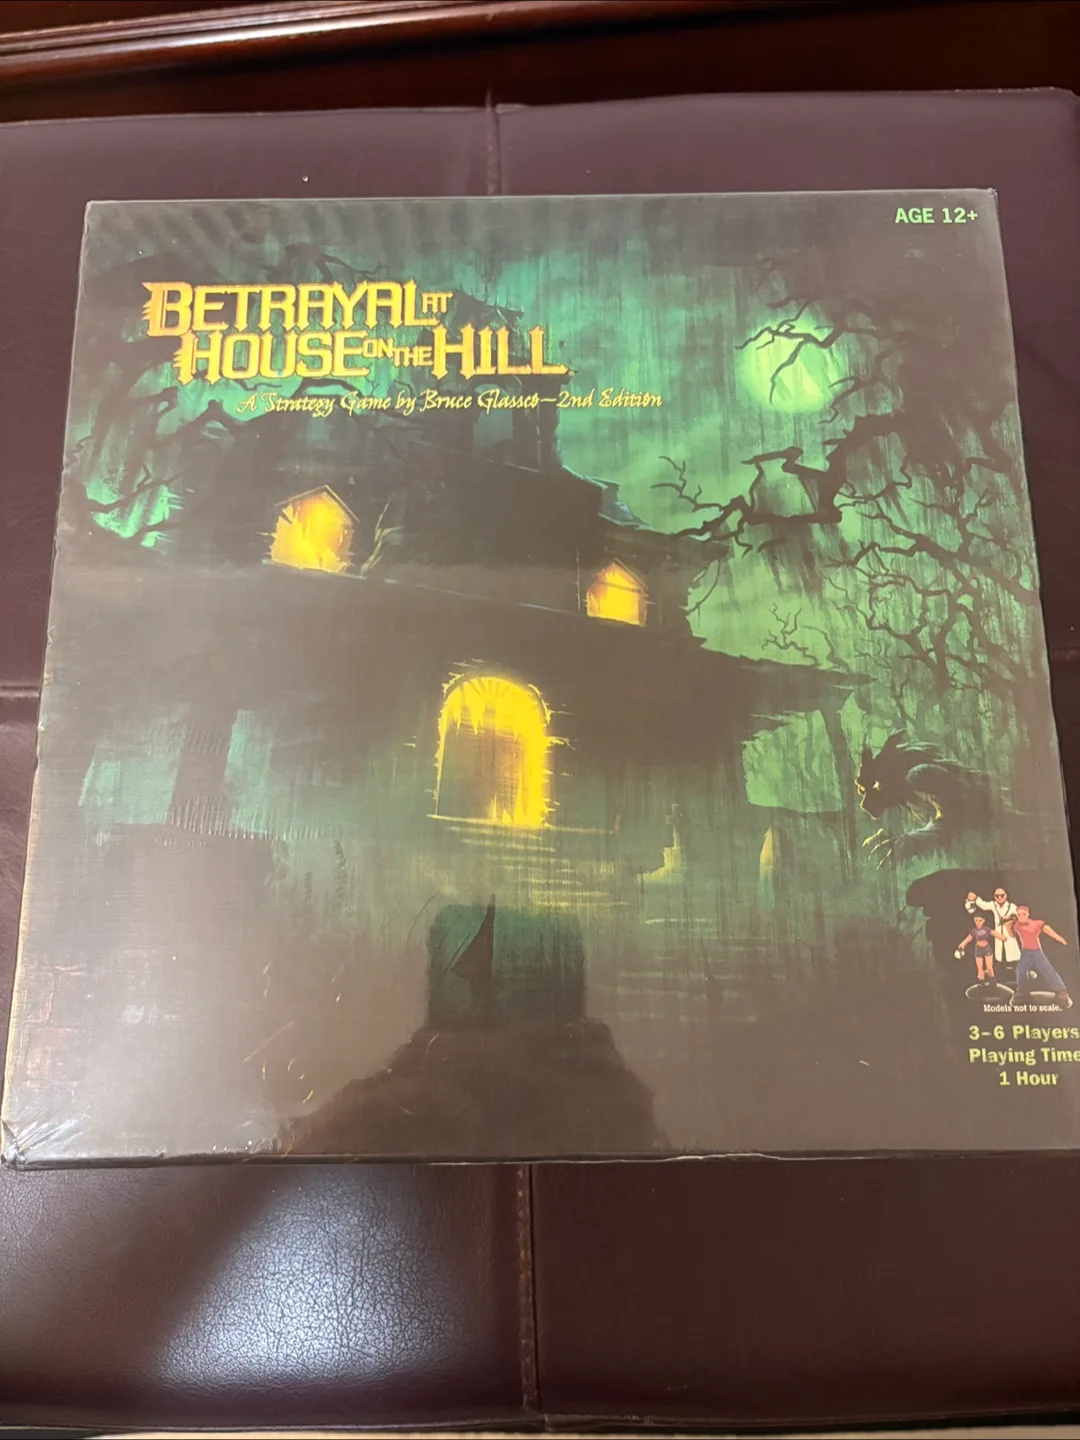 AGE 12+
BETRAYAL AT
HOUSE ON THE HILL
A Strategy Game by Bruce Glassco—2nd Edition
Models not to scale.
3-6 Players
Playing Time
1 Hour